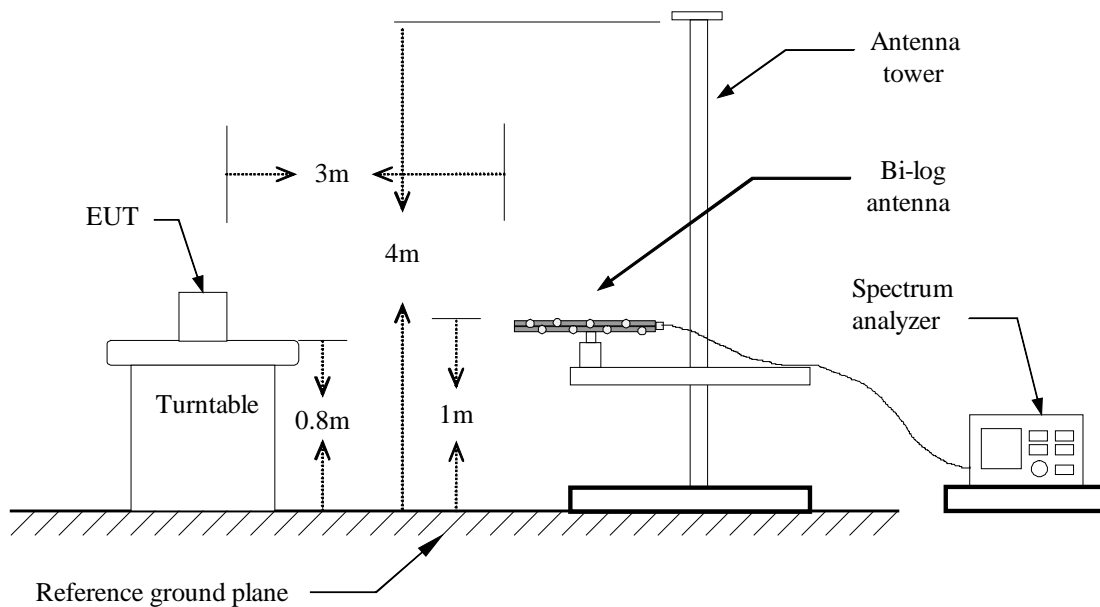 Antenna
tower
3m
Bi-log
antenna
EUT
4m
Spectrum
analyzer
Turntable
0.8m
1m
Reference ground plane